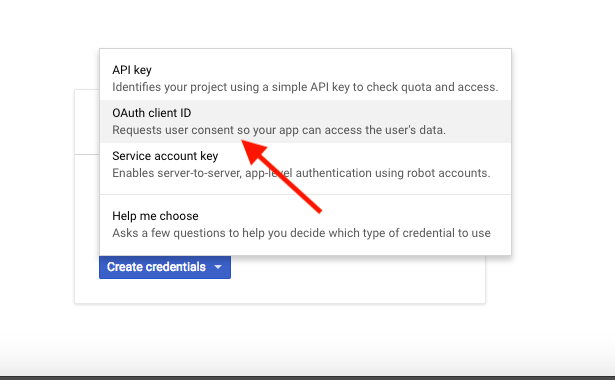 API key
Identifies your project using a simple API key to check quota and access.
OAuth client ID
Requests user consent so your app can access the user's data.
Service account key
Enables server-to-server, app-level authentication using robot accounts.
Help me choose
Asks a few questions to help you decide which type of credential to use
Create credentials